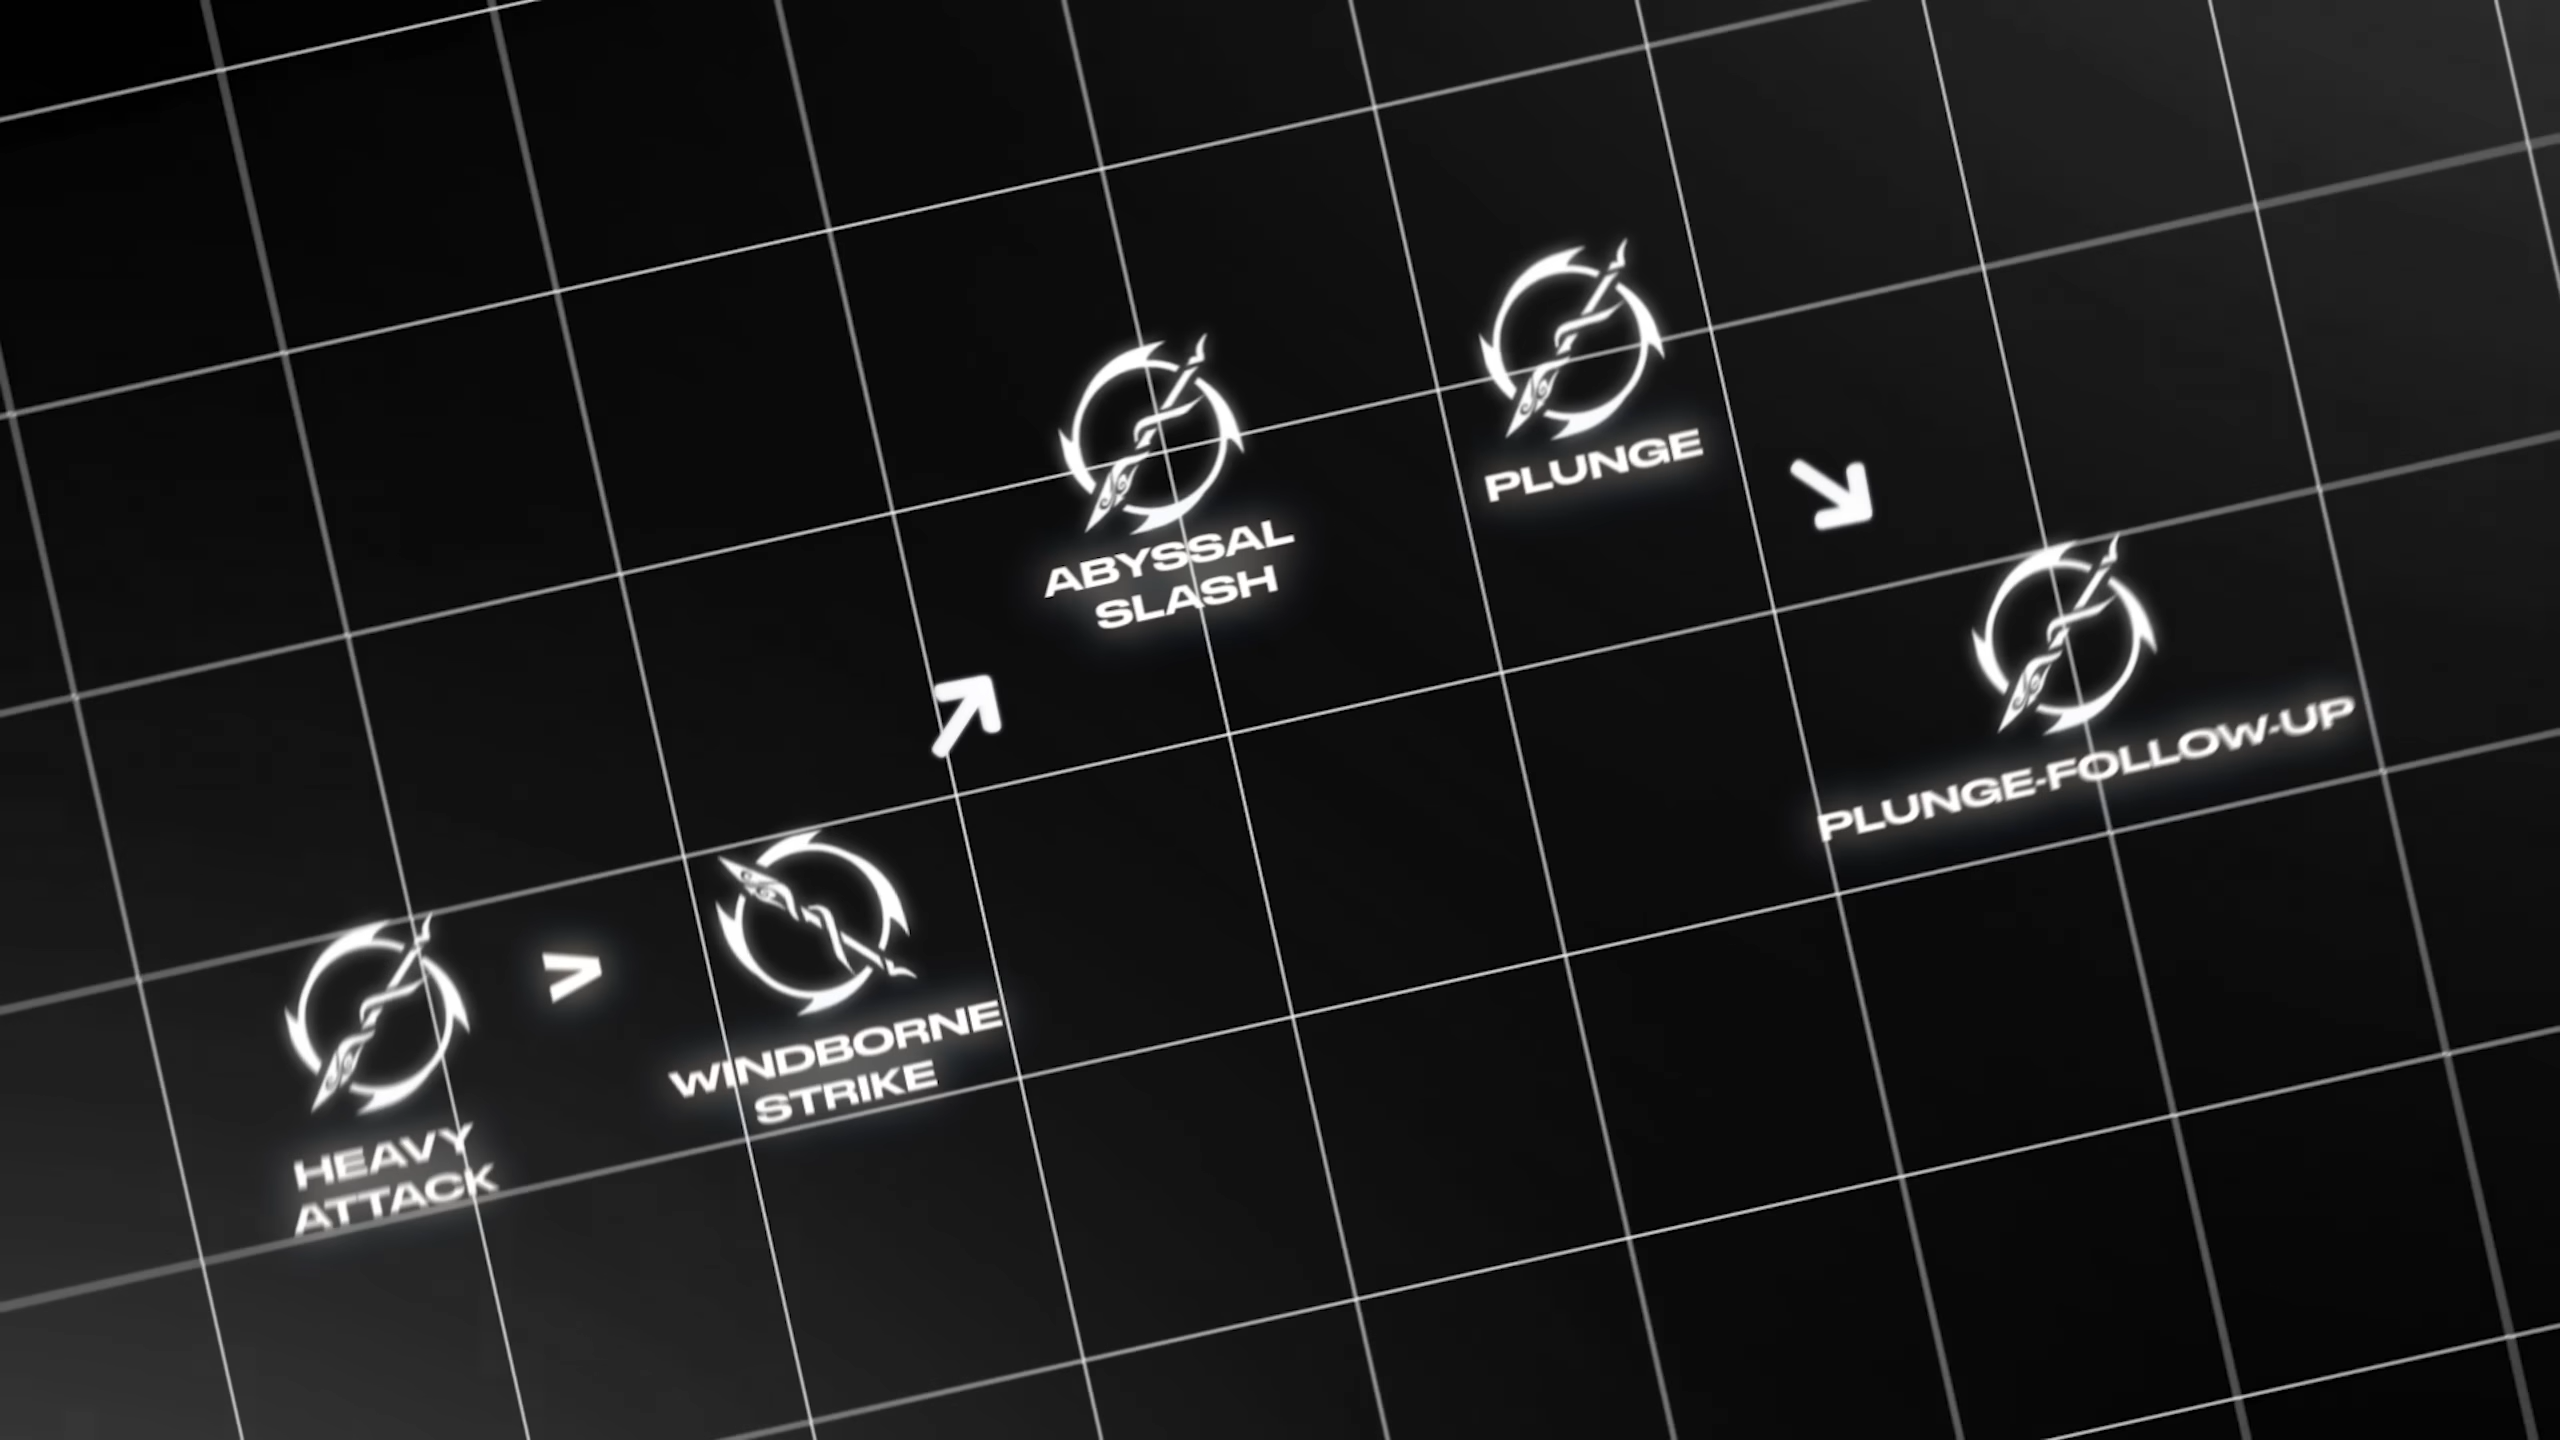 HEAVY
ATTACK
>
WINDBORNE
STRIKE
ABYSSAL
SLASH
PLUNGE
PLUNGE-FOLLOW-UP